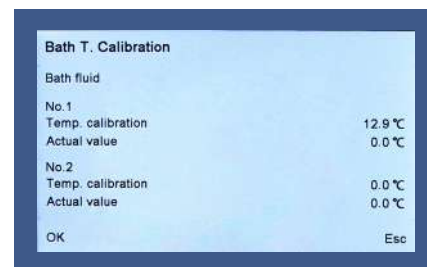 Bath T. Calibration
Bath fluid
No.1
Temp. calibration 12.9 ℃
Actual value 0.0 ℃
No.2
Temp. calibration 0.0 ℃
Actual value 0.0 ℃
OK Esc